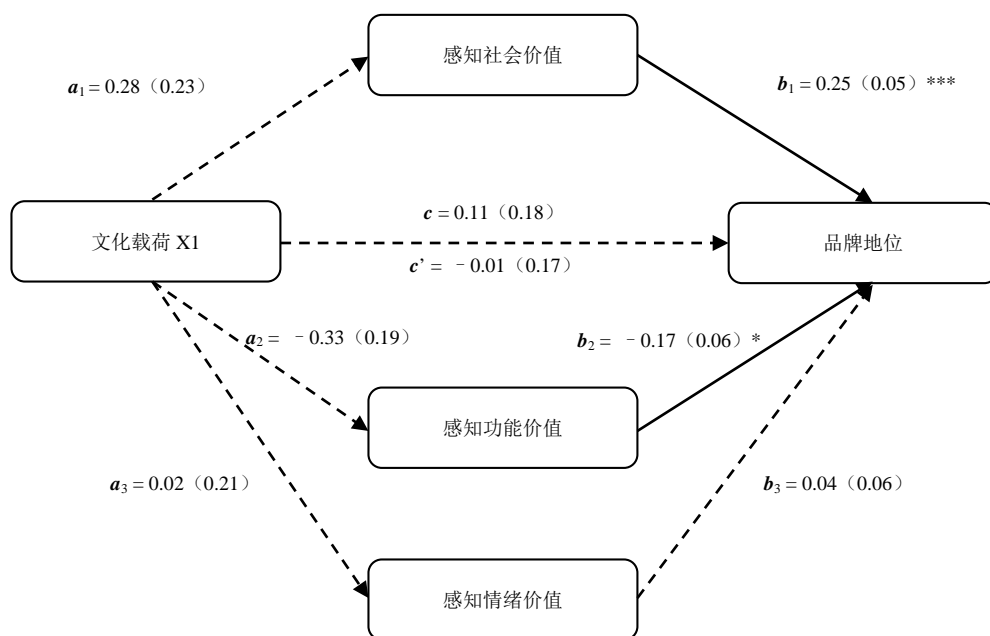 感知社会价值
a1 = 0.28（0.23）
b1 = 0.25（0.05）***
文化载荷 X1
c = 0.11（0.18）
c’ = －0.01（0.17）
品牌地位
a2 = －0.33（0.19）
b2 = －0.17（0.06）*
感知功能价值
a3 = 0.02（0.21）
b3 = 0.04（0.06）
感知情绪价值